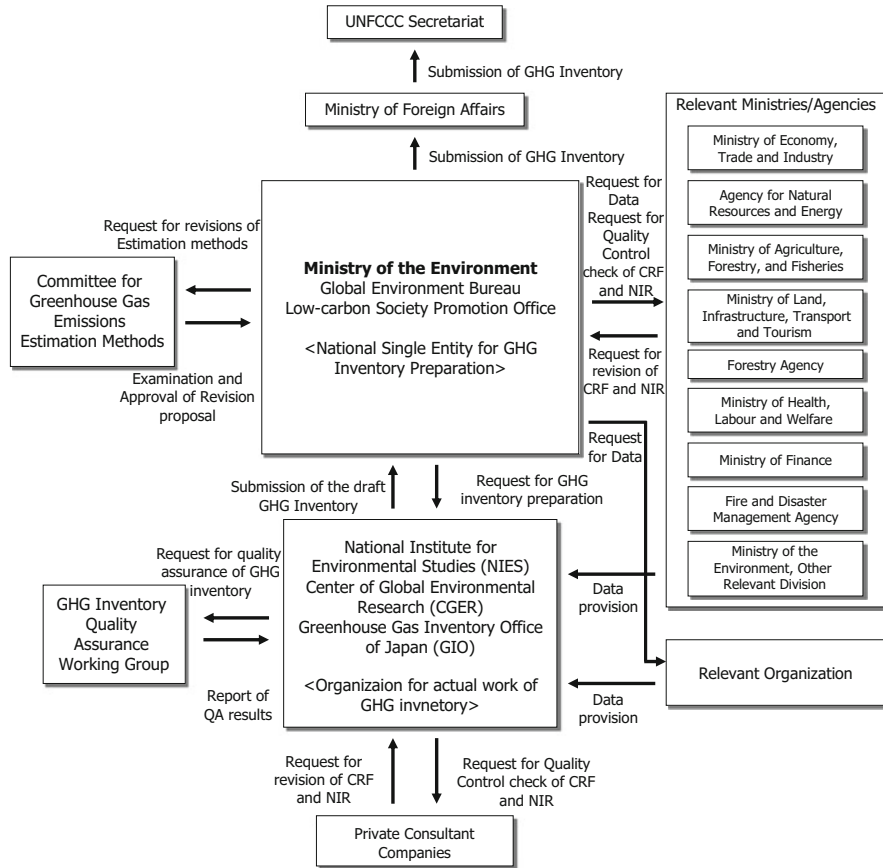 UNFCCC Secretariat
Submission of GHG Inventory
Ministry of Foreign Affairs
Submission of GHG Inventory
Relevant Ministries/Agencies
Ministry of Economy,
Trade and Industry
Agency for Natural
Resources and Energy
Ministry of Agriculture,
Forestry, and Fisheries
Ministry of Land,
Infrastructure, Transport
and Tourism
Forestry Agency
Ministry of Health,
Labour and Welfare
Ministry of Finance
Fire and Disaster
Management Agency
Ministry of the
Environment, Other
Relevant Division
Request for
Data
Request for
Quality
Control
check of CRF
and NIR
Request for
revision of
CRF and NIR
Request
for Data
Ministry of the Environment
Global Environment Bureau
Low-carbon Society Promotion Office
<National Single Entity for GHG
Inventory Preparation>
Request for revisions of
Estimation methods
Committee for
Greenhouse Gas
Emissions
Estimation Methods
Examination and
Approval of Revision
proposal
Submission of the draft
GHG Inventory
Request for GHG
inventory preparation
National Institute for
Environmental Studies (NIES)
Center of Global Environmental
Research (CGER)
Greenhouse Gas Inventory Office
of Japan (GIO)
<Organizaion for actual work of
GHG invnetory>
Request for quality
assurance of GHG
inventory
GHG Inventory
Quality
Assurance
Working Group
Report of
QA results
Data
provision
Relevant Organization
Data
provision
Request for
revision of CRF
and NIR
Request for Quality
Control check of CRF
and NIR
Private Consultant
Companies